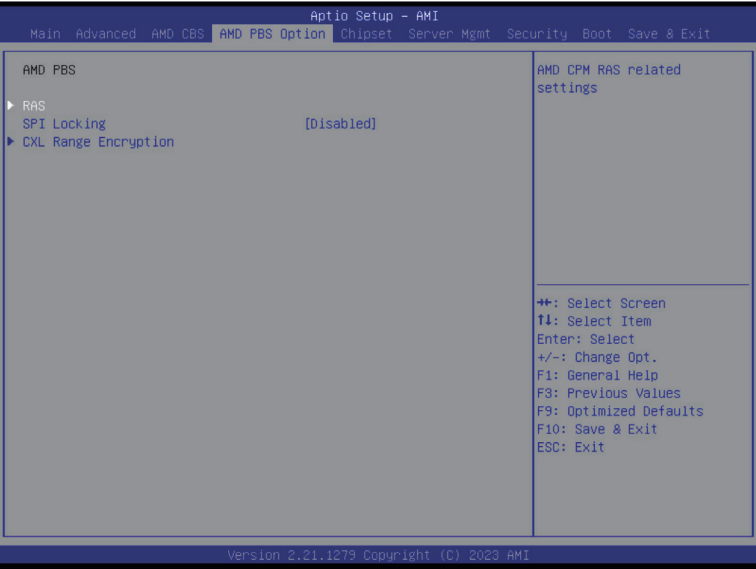 Aptio Setup – AMI
Main Advanced AMD CBS AMD PBS Option Chipset Server Mgmt Security Boot Save & Exit
AMD PBS
RAS
SPI Locking [Disabled]
CXL Range Encryption
AMD CPM RAS related
settings
→←: Select Screen
↑↓: Select Item
Enter: Select
+/-: Change Opt.
F1: General Help
F3: Previous Values
F9: Optimized Defaults
F10: Save & Exit
ESC: Exit
Version 2.21.1279 Copyright (C) 2023 AMI